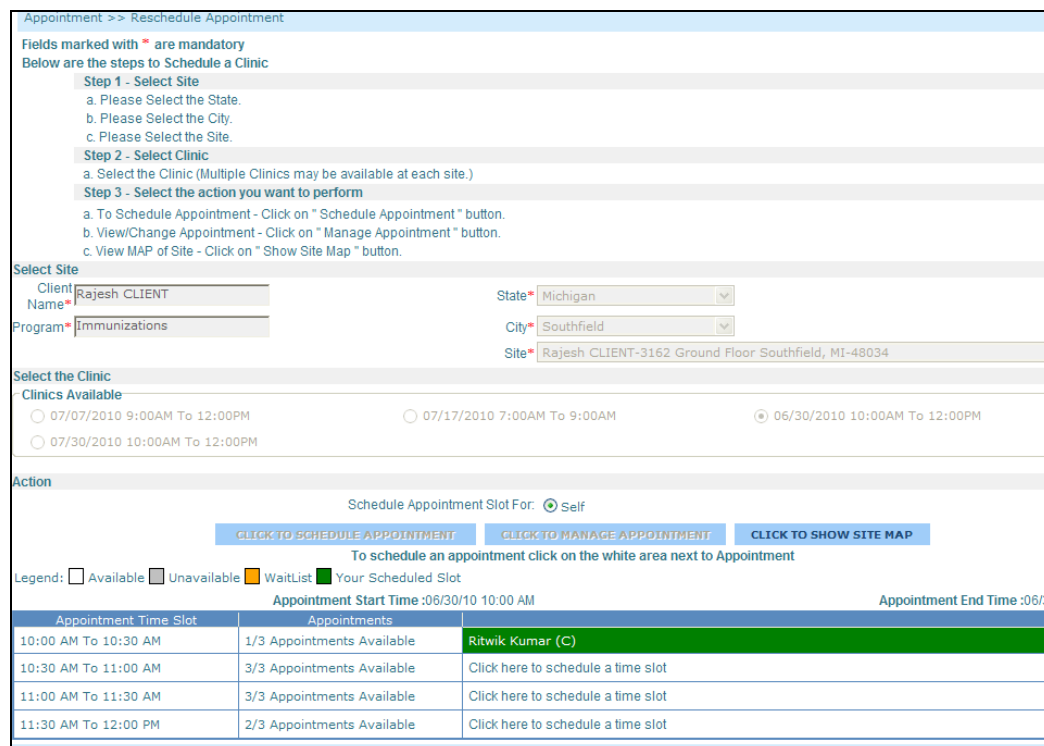 Appointment >> Reschedule Appointment
Fields marked with * are mandatory
Below are the steps to Schedule a Clinic
Step 1 - Select Site
a. Please Select the State.
b. Please Select the City.
c. Please Select the Site.
Step 2 - Select Clinic
a. Select the Clinic (Multiple Clinics may be available at each site.)
Step 3 - Select the action you want to perform
a. To Schedule Appointment - Click on " Schedule Appointment " button.
b. View/Change Appointment - Click on " Manage Appointment " button.
c. View MAP of Site - Click on " Show Site Map " button.
Select Site
Client Name* Rajesh CLIENT State* Michigan
Program* Immunizations City* Southfield
Site* Rajesh CLIENT-3162 Ground Floor Southfield, MI-48034
Select the Clinic
Clinics Available
07/07/2010 9:00AM To 12:00PM 07/17/2010 7:00AM To 9:00AM 06/30/2010 10:00AM To 12:00PM
07/30/2010 10:00AM To 12:00PM
Action
Schedule Appointment Slot For: Self
CLICK TO SCHEDULE APPOINTMENT CLICK TO MANAGE APPOINTMENT CLICK TO SHOW SITE MAP
To schedule an appointment click on the white area next to Appointment
Legend: Available Unavailable WaitList Your Scheduled Slot
Appointment Start Time :06/30/10 10:00 AM Appointment End Time :06/
Appointment Time Slot Appointments
10:00 AM To 10:30 AM 1/3 Appointments Available Ritwik Kumar (C)
10:30 AM To 11:00 AM 3/3 Appointments Available Click here to schedule a time slot
11:00 AM To 11:30 AM 3/3 Appointments Available Click here to schedule a time slot
11:30 AM To 12:00 PM 2/3 Appointments Available Click here to schedule a time slot